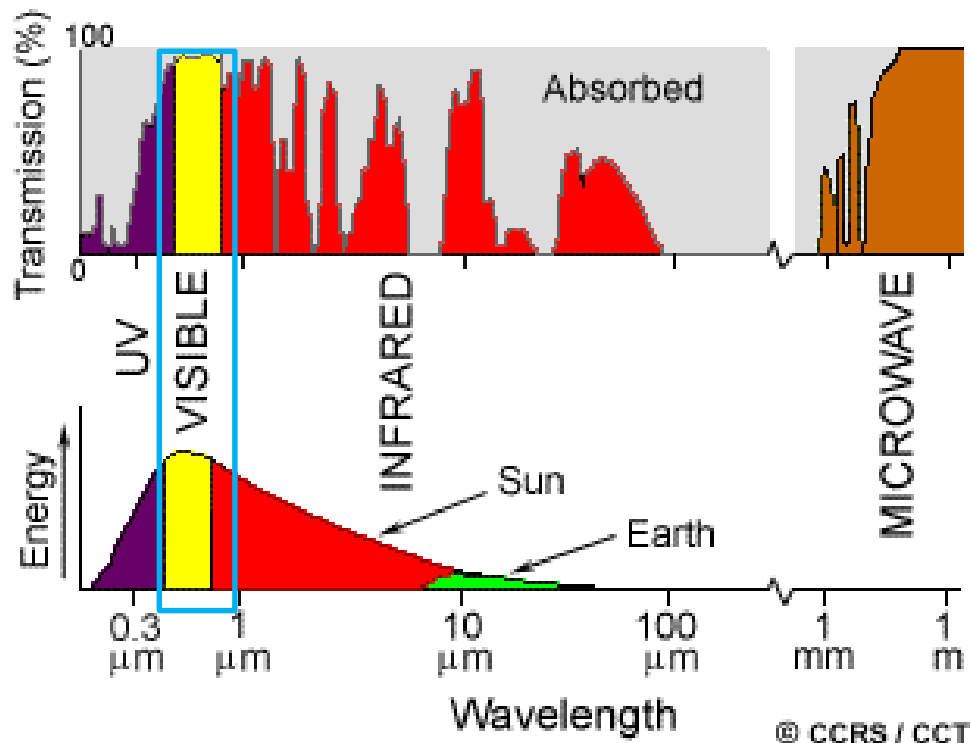 100
Transmission (%)
Absorbed
0
UV
VISIBLE
INFRARED
MICROWAVE
Energy
Sun
Earth
0.3 1 10 100 1 1
μm μm μm μm mm m
Wavelength
© CCRS / CCT